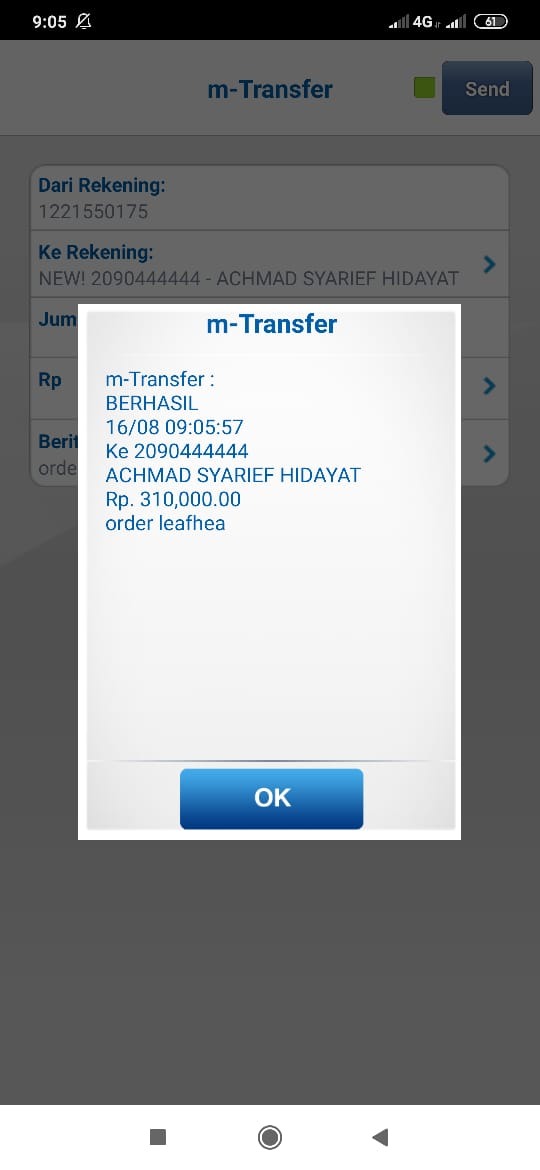 9:05
4G
61
m-Transfer
Send
Dari Rekening:
1221550175
Ke Rekening:
NEW! 2090444444 - ACHMAD SYARIEF HIDAYAT
Jum
Rp
Berit
orde
m-Transfer
m-Transfer :
BERHASIL
16/08 09:05:57
Ke 2090444444
ACHMAD SYARIEF HIDAYAT
Rp. 310,000.00
order leafhea
OK